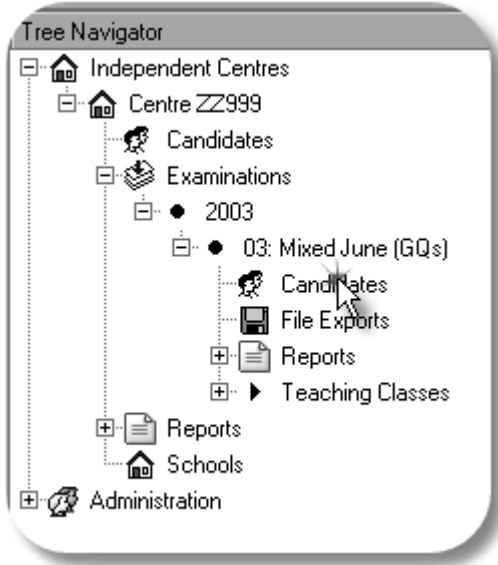 Tree Navigator
Independent Centres
Centre ZZ999
Candidates
Examinations
2003
03: Mixed June (GQs)
Candidates
File Exports
Reports
Teaching Classes
Reports
Schools
Administration